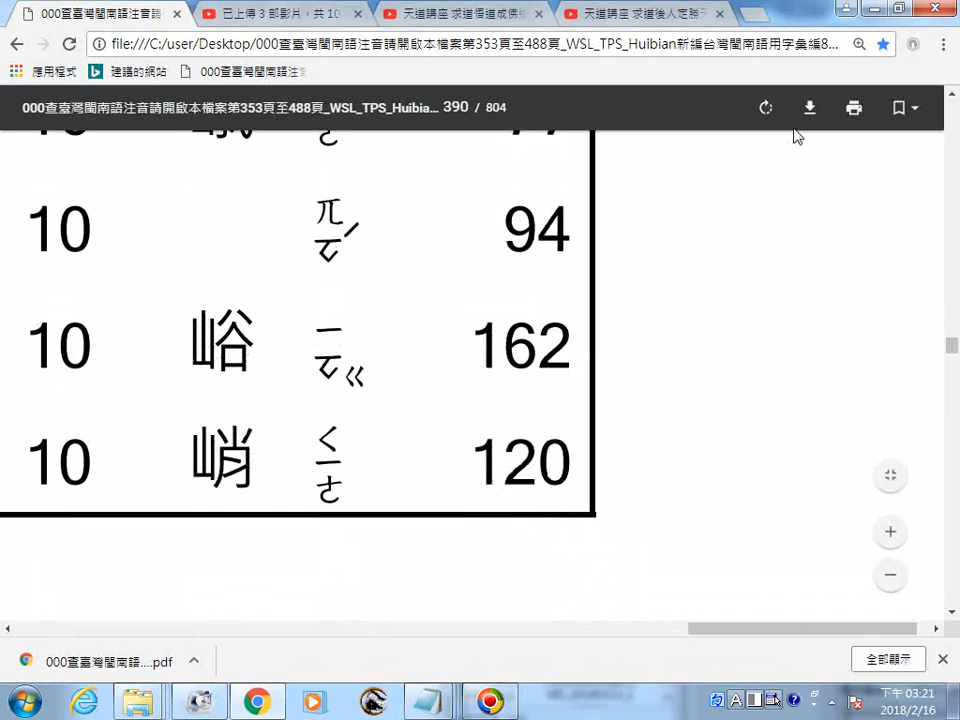 000查臺灣閩南語注音請
已上傳 3 部影片，共 10
天道講座 求道悟道成佛
天道講座 求道後人定勝天
file:///C:/user/Desktop/000查臺灣閩南語注音請開啟本檔案第353頁至488頁_WSL_TPS_Huibian新編台灣閩南語用字彙編8...
應用程式
建議的網站
000查臺灣閩南語注音
000查臺灣閩南語注音請開啟本檔案第353頁至488頁_WSL_TPS_Huibia... 390 / 804
10 ㄫㄛˊ 94
10 峪 ㄧㄛㆻ 162
10 峭 ㄑㄧㄜ 120
000查臺灣閩南語....pdf
全部顯示
下午 03:21
2018/2/16